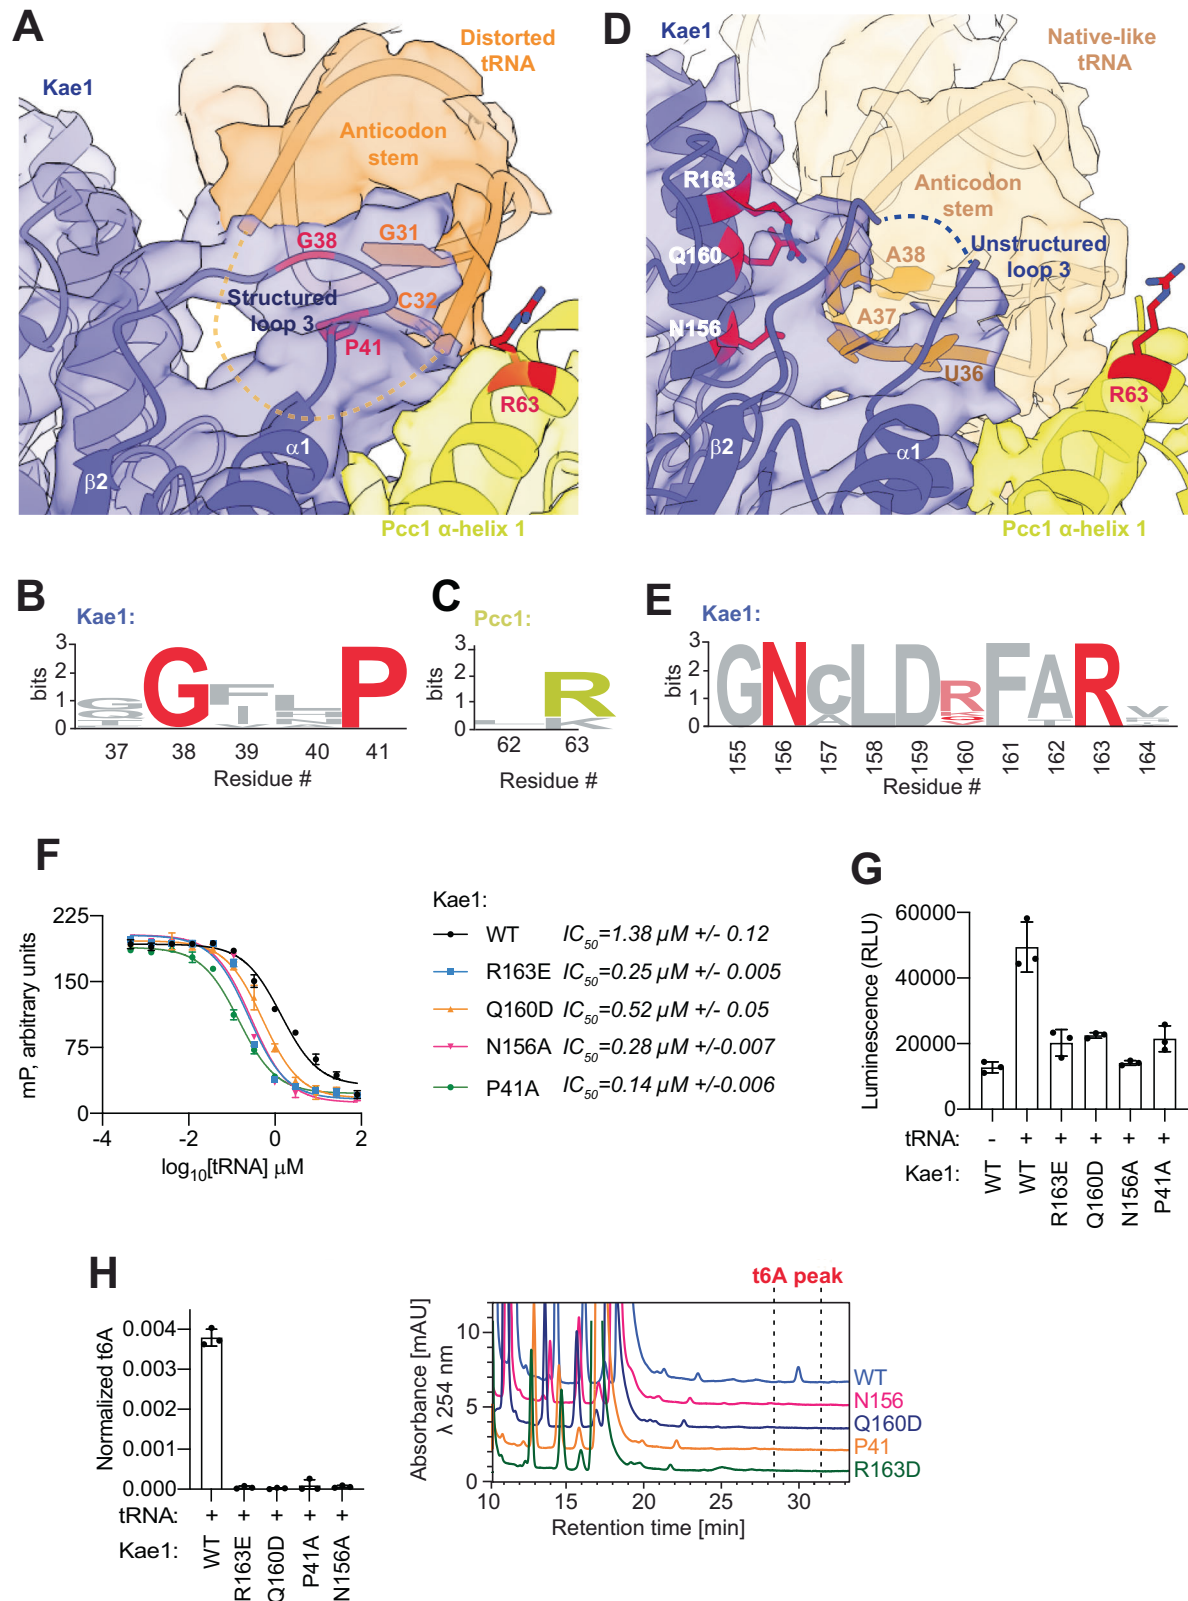 A
Distorted
tRNA
Kae1
Anticodon
stem
G38
G31
Structured
loop 3
C32
P41
R63
α1
β2
Pcc1 α-helix 1
D
Kae1
Native-like
tRNA
R163
Anticodon
stem
Q160
A38
Unstructured
loop 3
N156
A37
U36
R63
β2
α1
Pcc1 α-helix 1
B
Kae1:
bits
3
2
1
0
G
P
37 38 39 40 41
Residue #
C
Pcc1:
bits
3
2
1
0
R
K
62 63
Residue #
E
Kae1:
bits
3
2
1
0
G N C L D R F A R
155 156 157 158 159 160 161 162 163 164
Residue #
F
mP, arbitrary units
225
150
75
0
-4 -2 0 2
log10[tRNA] μM
Kae1:
WT IC50=1.38 μM +/- 0.12
R163E IC50=0.25 μM +/- 0.005
Q160D IC50=0.52 μM +/- 0.05
N156A IC50=0.28 μM +/-0.007
P41A IC50=0.14 μM +/-0.006
G
Luminescence (RLU)
60000
40000
20000
0
tRNA: - + + + + +
Kae1: WT WT R163E Q160D N156A P41A
H
Normalized t6A
0.004
0.003
0.002
0.001
0.000
tRNA: + + + + +
Kae1: WT R163E Q160D P41A N156A
t6A peak
Absorbance [mAU]
λ 254 nm
10
5
0
WT
N156
Q160D
P41
R163D
10 15 20 25 30
Retention time [min]